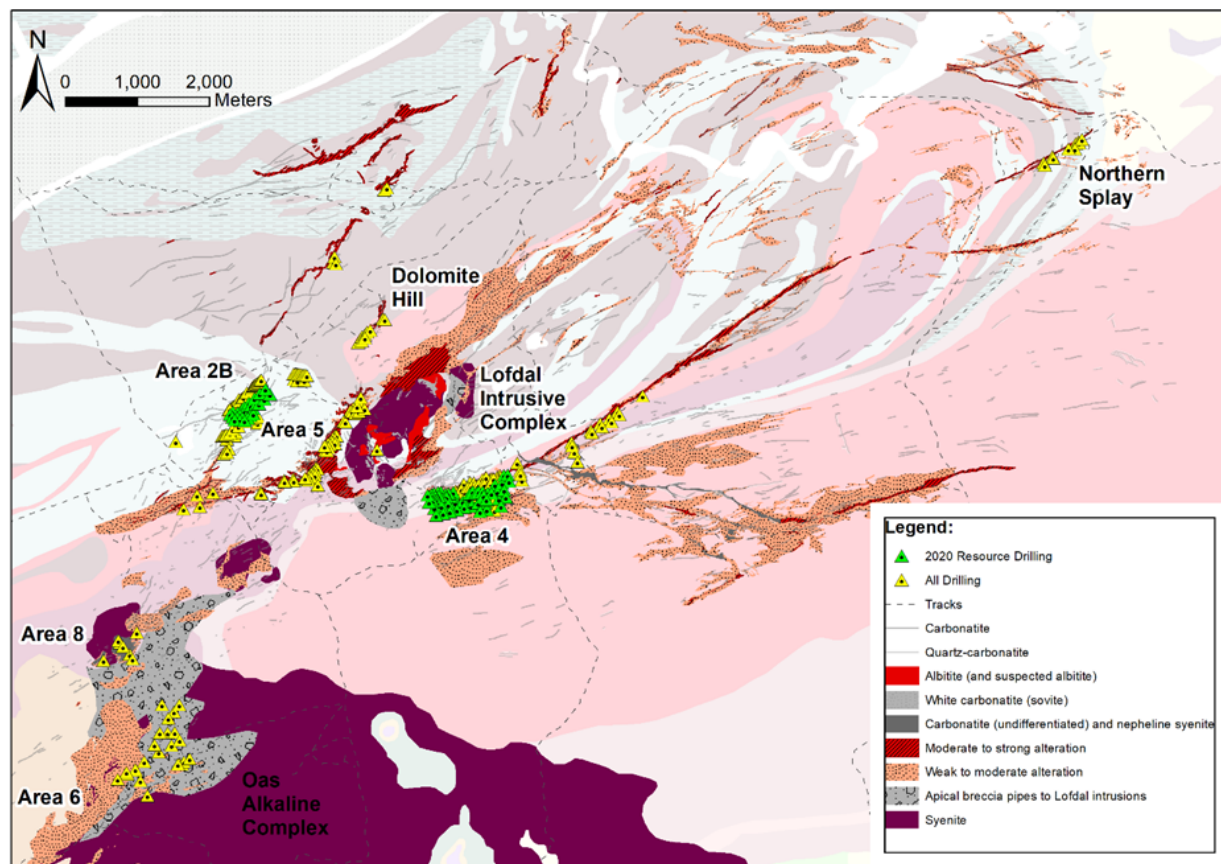 N
0 1,000 2,000
Meters
Northern
Splay
Dolomite
Hill
Area 2B
Lofdal
Intrusive
Complex
Area 5
Area 4
Area 8
Area 6
Oas
Alkaline
Complex
Legend:
2020 Resource Drilling
All Drilling
Tracks
Carbonatite
Quartz-carbonatite
Albitite (and suspected albitite)
White carbonatite (sovite)
Carbonatite (undifferentiated) and nepheline syenite
Moderate to strong alteration
Weak to moderate alteration
Apical breccia pipes to Lofdal intrusions
Syenite